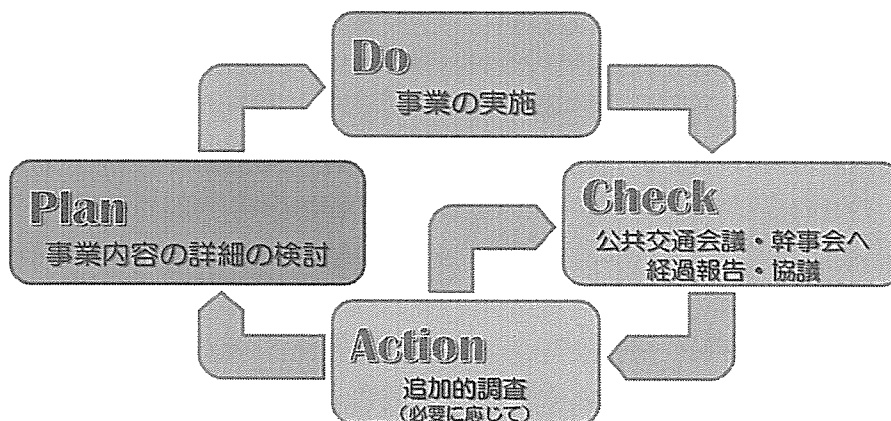 Do
事業の実施
Plan
事業内容の詳細の検討
Check
公共交通会議・幹事会へ
経過報告・協議
Action
追加的調査
(必要に応じて)